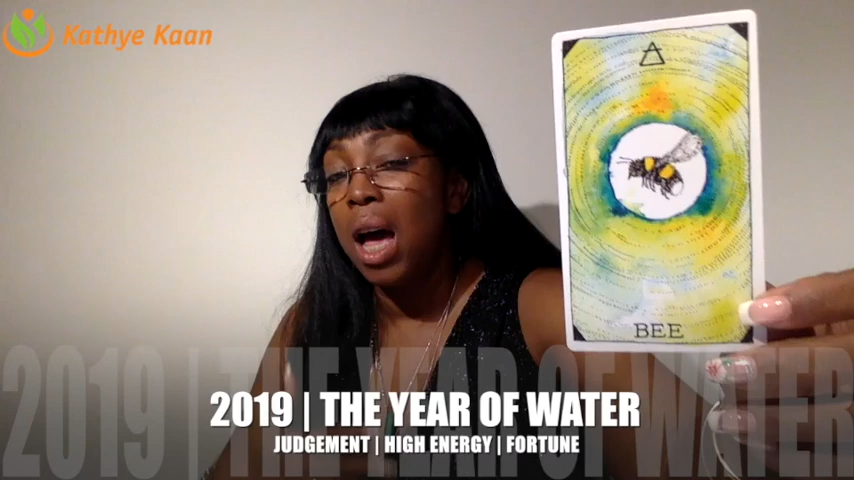 Kathye Kaan
BEE
2019 | THE YEAR OF WATER
2019 | THE YEAR OF WATER
JUDGEMENT | HIGH ENERGY | FORTUNE